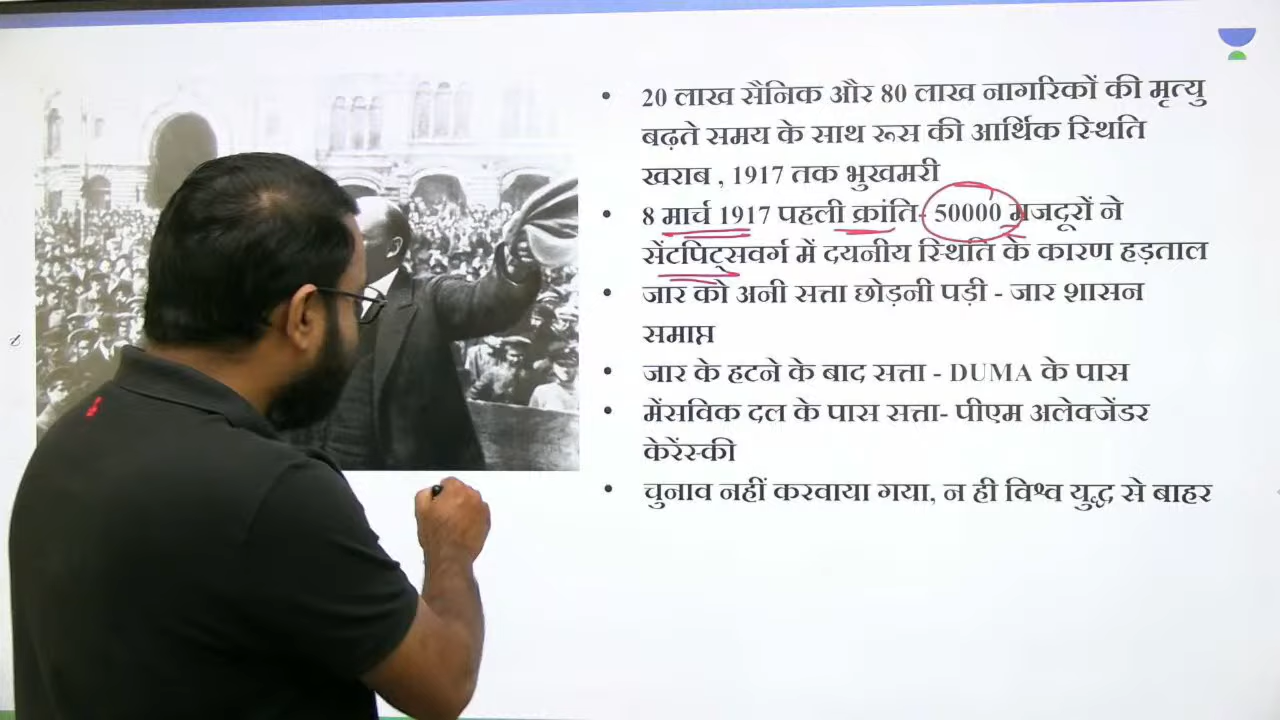 20 लाख सैनिक और 80 लाख नागरिकों की मृत्यु
बढ़ते समय के साथ रूस की आर्थिक स्थिति
खराब , 1917 तक भुखमरी
8 मार्च 1917 पहली क्रांति- 50000 मजदूरों ने
सेंटपिट्सवर्ग में दयनीय स्थिति के कारण हड़ताल
जार को अनी सत्ता छोड़नी पड़ी - जार शासन
समाप्त
जार के हटने के बाद सत्ता - DUMA के पास
मेंसविक दल के पास सत्ता- पीएम अलेक्जेंडर
केरेंस्की
चुनाव नहीं करवाया गया, न ही विश्व युद्ध से बाहर